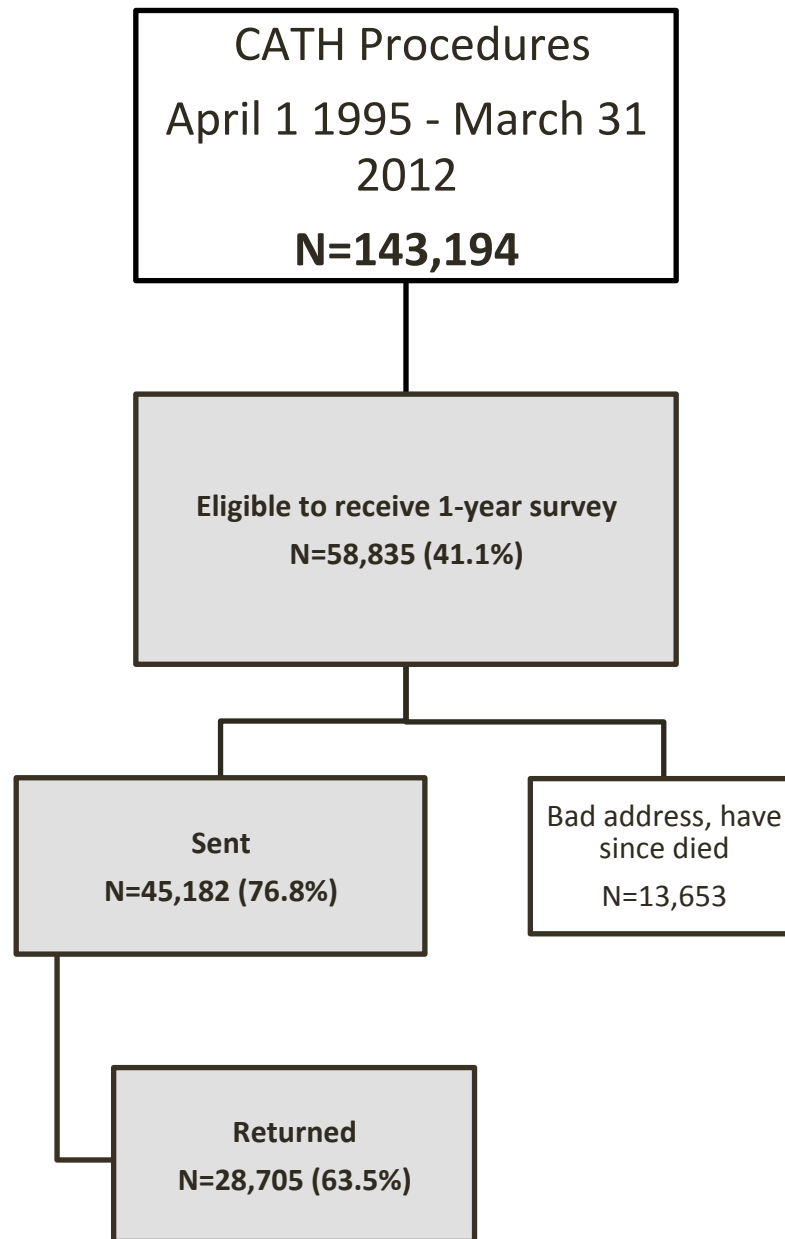 CATH Procedures
April 1 1995 - March 31
2012
N=143,194
Eligible to receive 1-year survey
N=58,835 (41.1%)
Sent
N=45,182 (76.8%)
Bad address, have
since died
N=13,653
Returned
N=28,705 (63.5%)